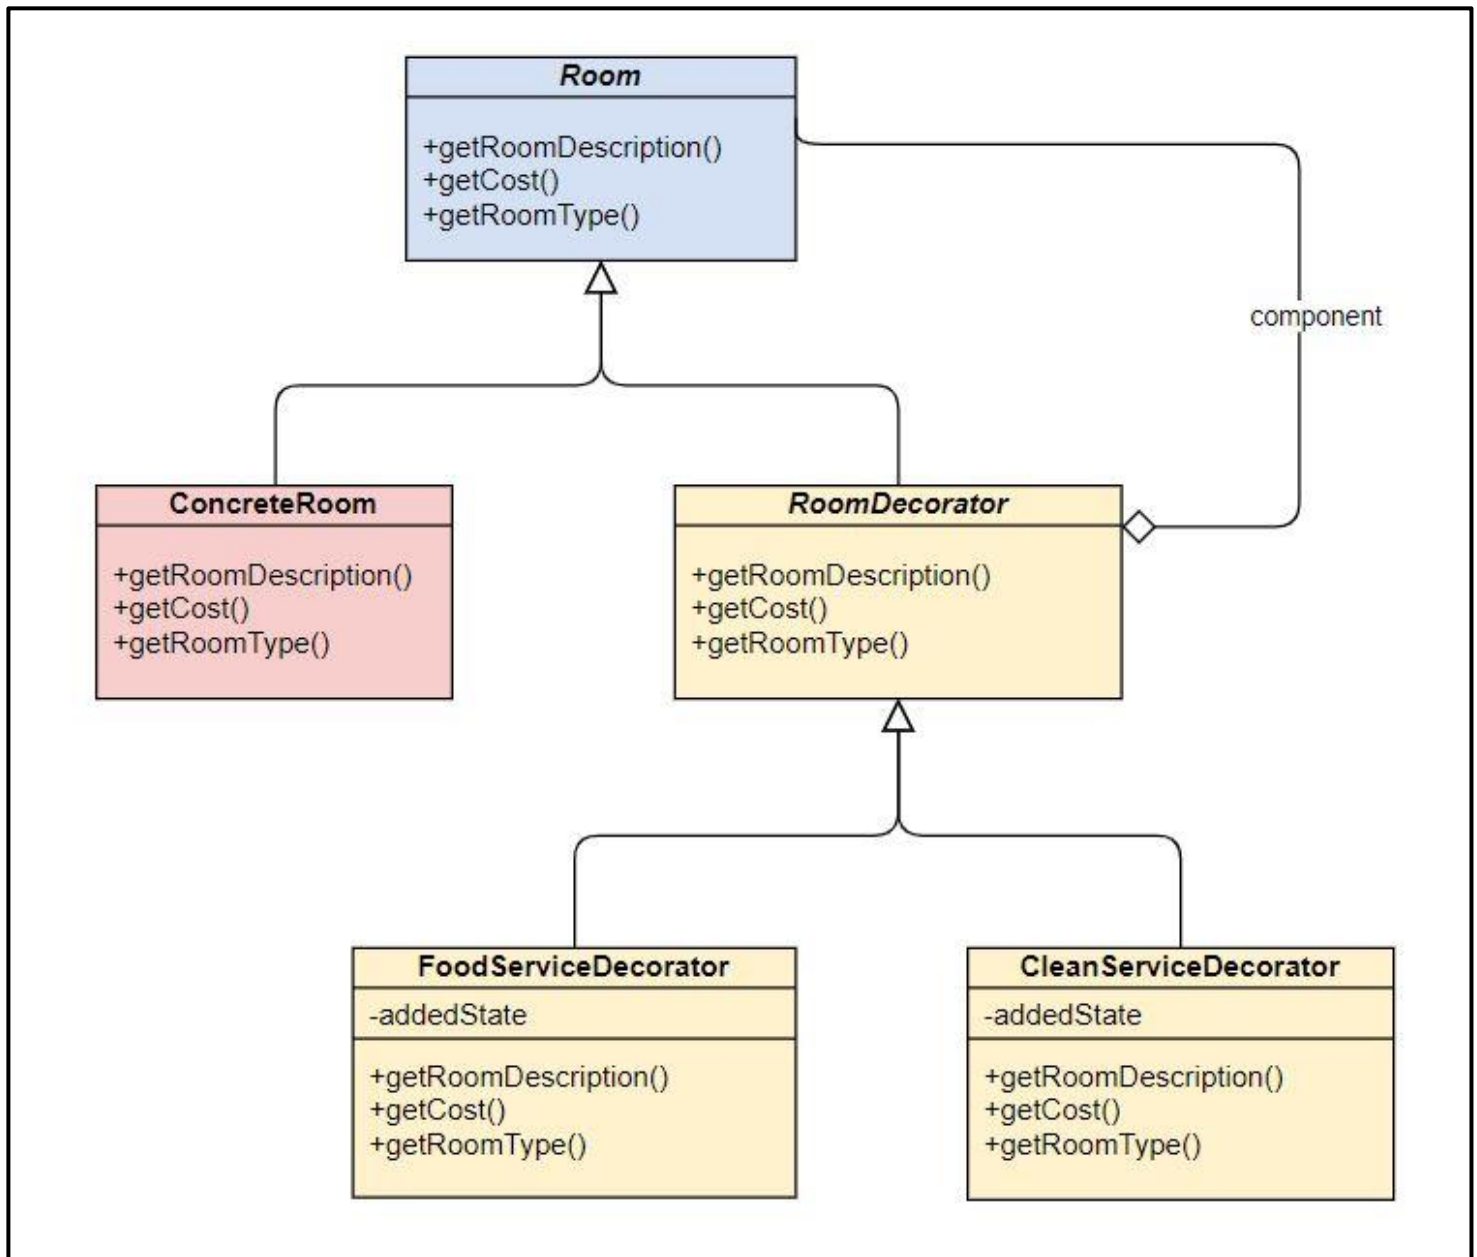 Room
+getRoomDescription()
+getCost()
+getRoomType()
component
ConcreteRoom
+getRoomDescription()
+getCost()
+getRoomType()
RoomDecorator
+getRoomDescription()
+getCost()
+getRoomType()
FoodServiceDecorator
-addedState
+getRoomDescription()
+getCost()
+getRoomType()
CleanServiceDecorator
-addedState
+getRoomDescription()
+getCost()
+getRoomType()